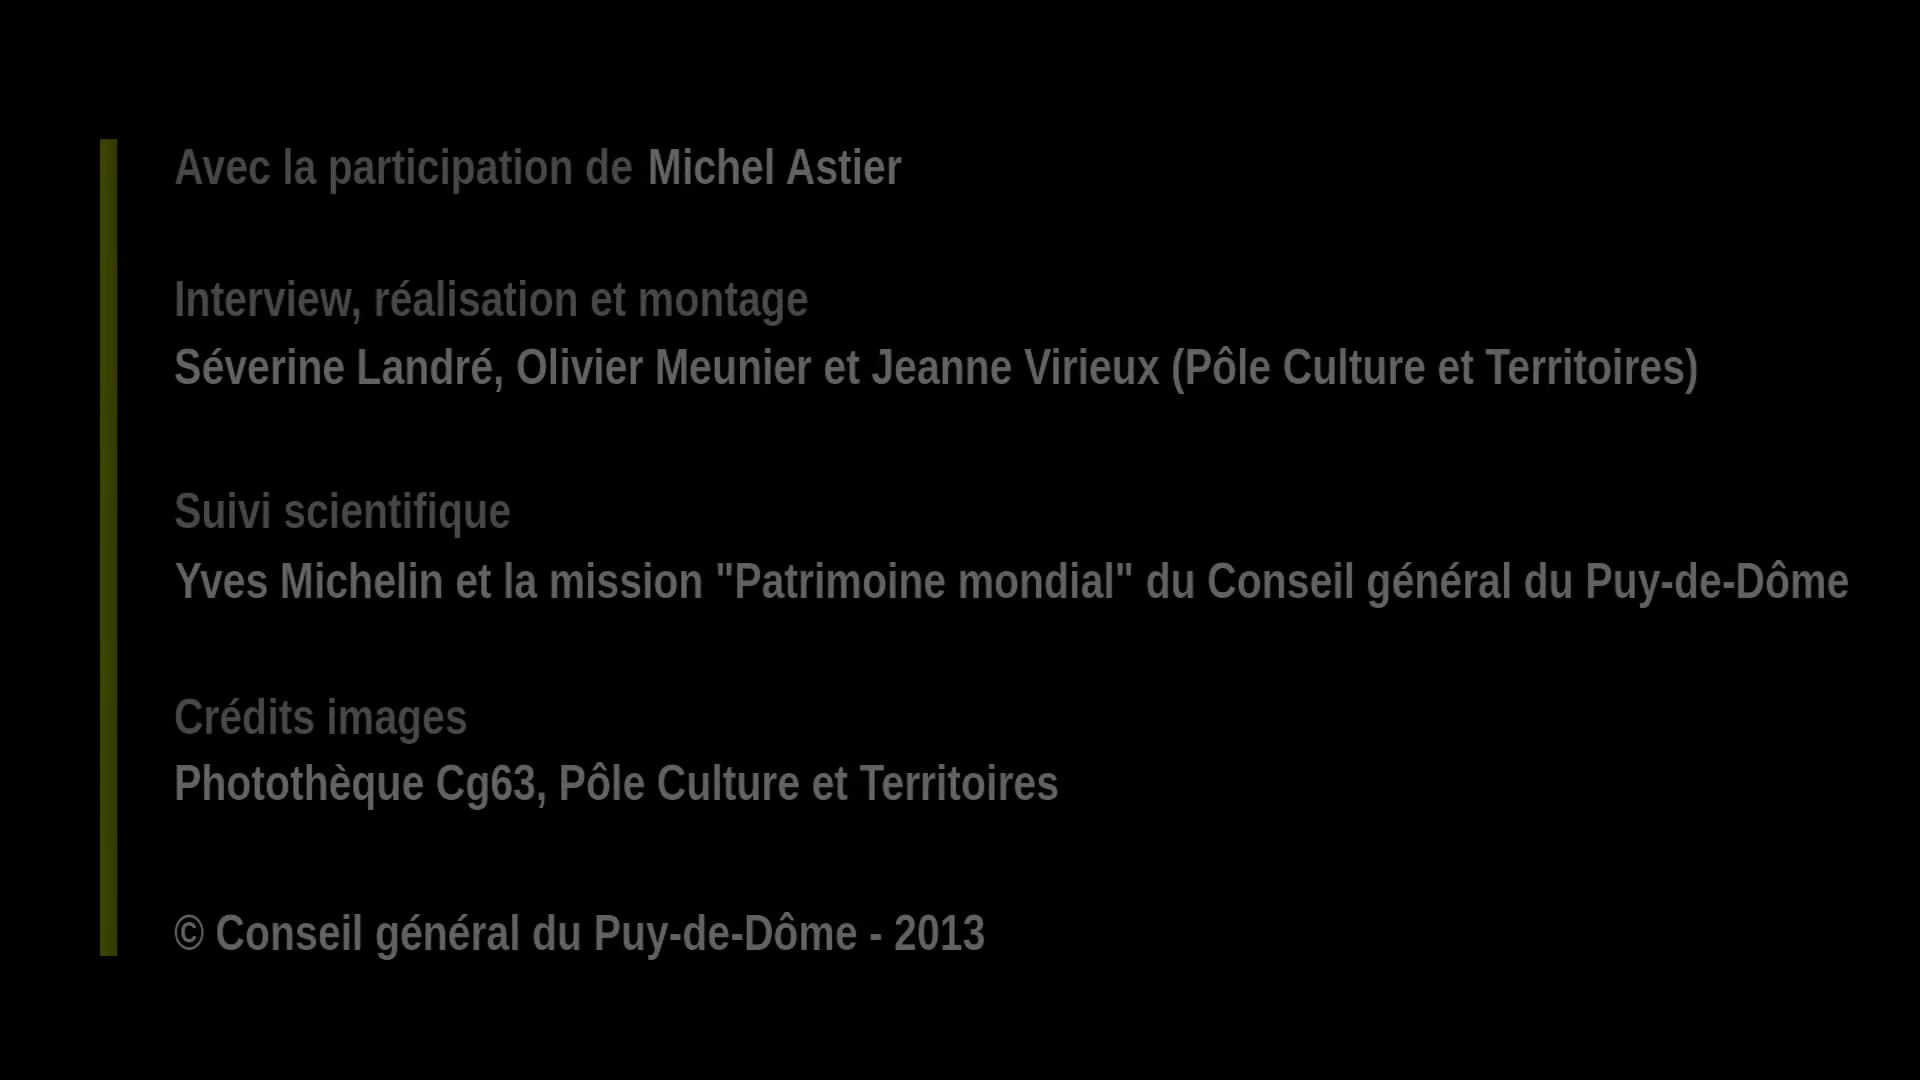 Avec la participation de Michel Astier
Interview, réalisation et montage
Séverine Landré, Olivier Meunier et Jeanne Virieux (Pôle Culture et Territoires)
Suivi scientifique
Yves Michelin et la mission "Patrimoine mondial" du Conseil général du Puy-de-Dôme
Crédits images
Photothèque Cg63, Pôle Culture et Territoires
© Conseil général du Puy-de-Dôme - 2013